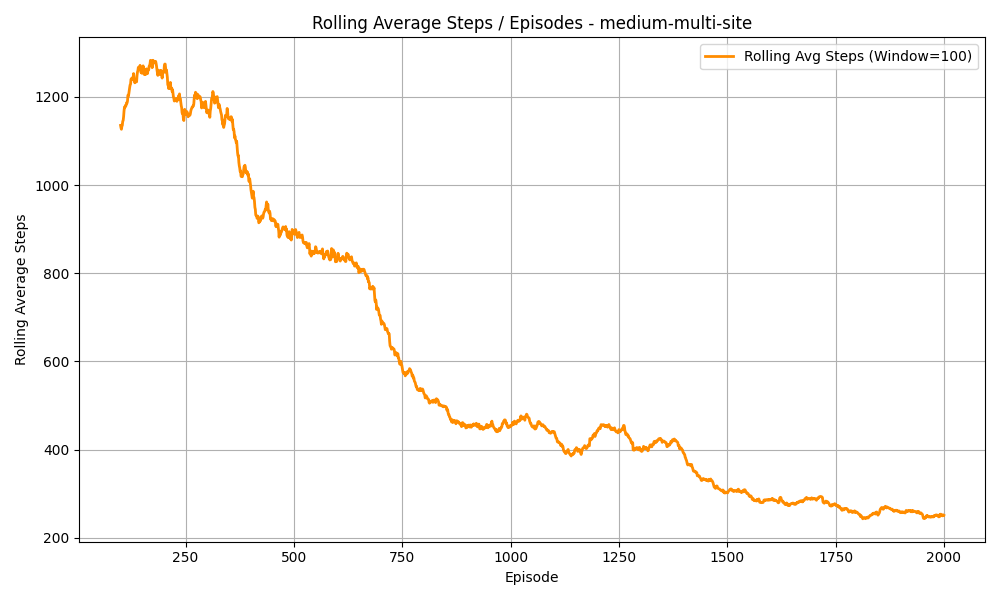 Rolling Average Steps / Episodes - medium-multi-site
Rolling Avg Steps (Window=100)
Rolling Average Steps
1200
1000
800
600
400
200
250 500 750 1000 1250 1500 1750 2000
Episode